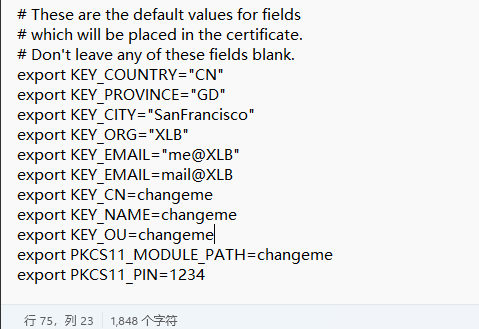 # These are the default values for fields
# which will be placed in the certificate.
# Don't leave any of these fields blank.
export KEY_COUNTRY="CN"
export KEY_PROVINCE="GD"
export KEY_CITY="SanFrancisco"
export KEY_ORG="XLB"
export KEY_EMAIL="me@XLB"
export KEY_EMAIL=mail@XLB
export KEY_CN=changeme
export KEY_NAME=changeme
export KEY_OU=changeme
export PKCS11_MODULE_PATH=changeme
export PKCS11_PIN=1234
行 75，列 23 1,848 个字符